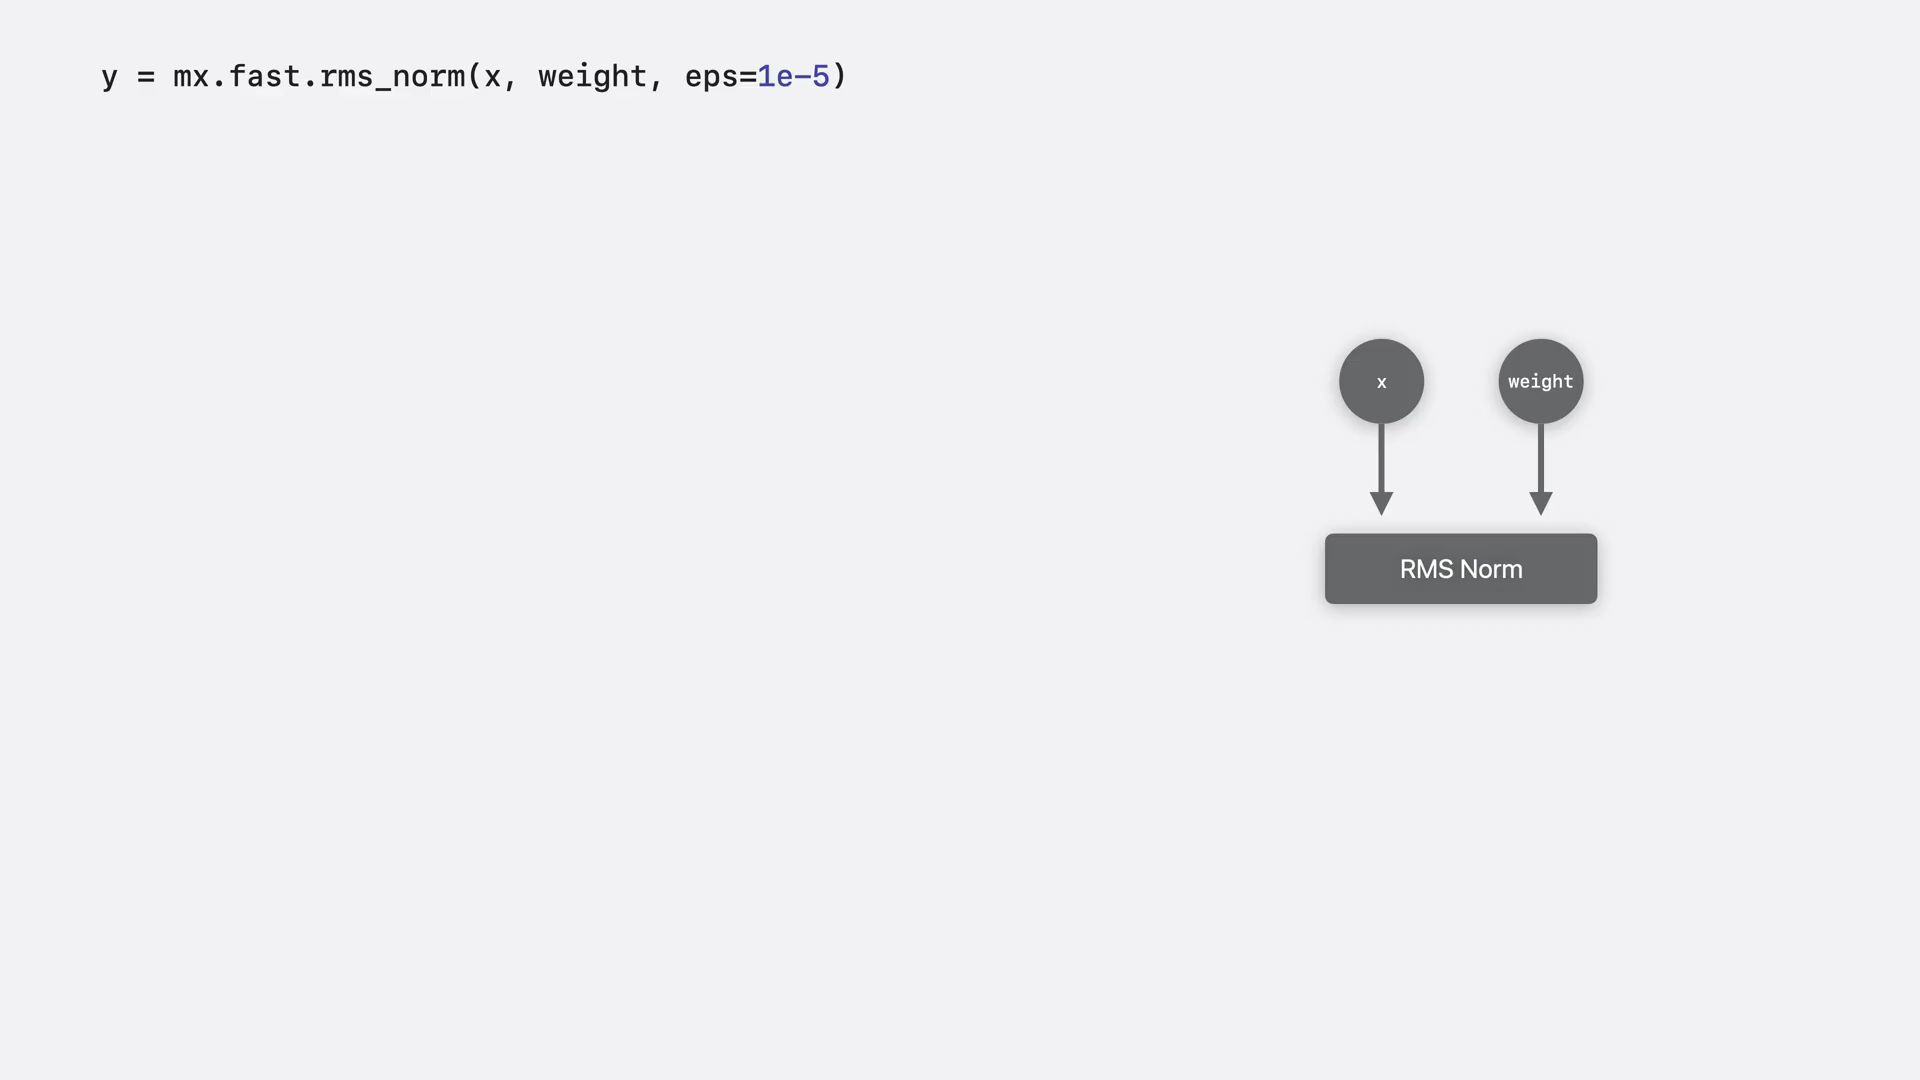 y = mx.fast.rms_norm(x, weight, eps=1e-5)
x
weight
RMS Norm